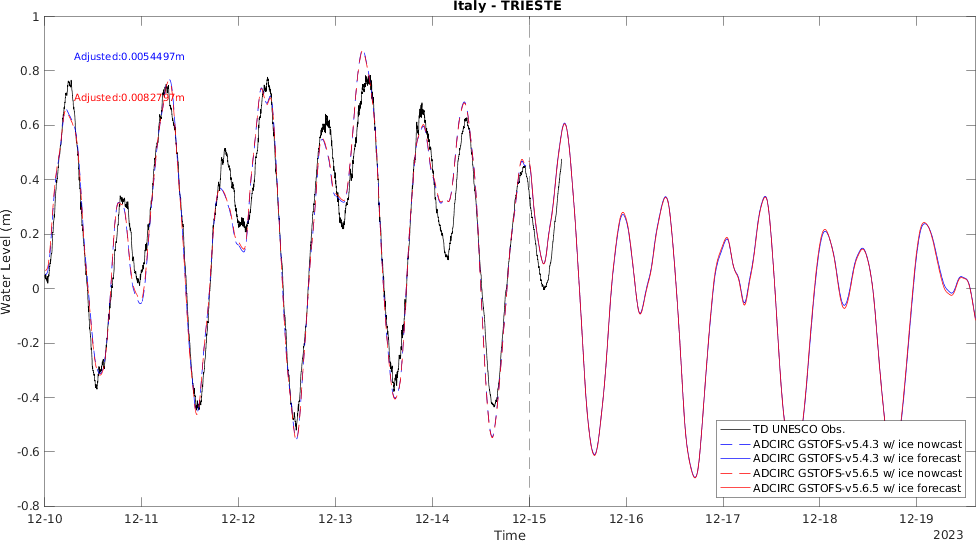 Italy - TRIESTE
1
0.8
0.6
0.4
0.2
0
-0.2
-0.4
-0.6
-0.8
Water Level (m)
Adjusted:0.0054497m
TD UNESCO Obs.
ADCIRC GSTOFS-v5.4.3 w/ ice nowcast
ADCIRC GSTOFS-v5.4.3 w/ ice forecast
ADCIRC GSTOFS-v5.6.5 w/ ice nowcast
ADCIRC GSTOFS-v5.6.5 w/ ice forecast
12-10 12-11 12-12 12-13 12-14 12-15 12-16 12-17 12-18 12-19
Time
2023